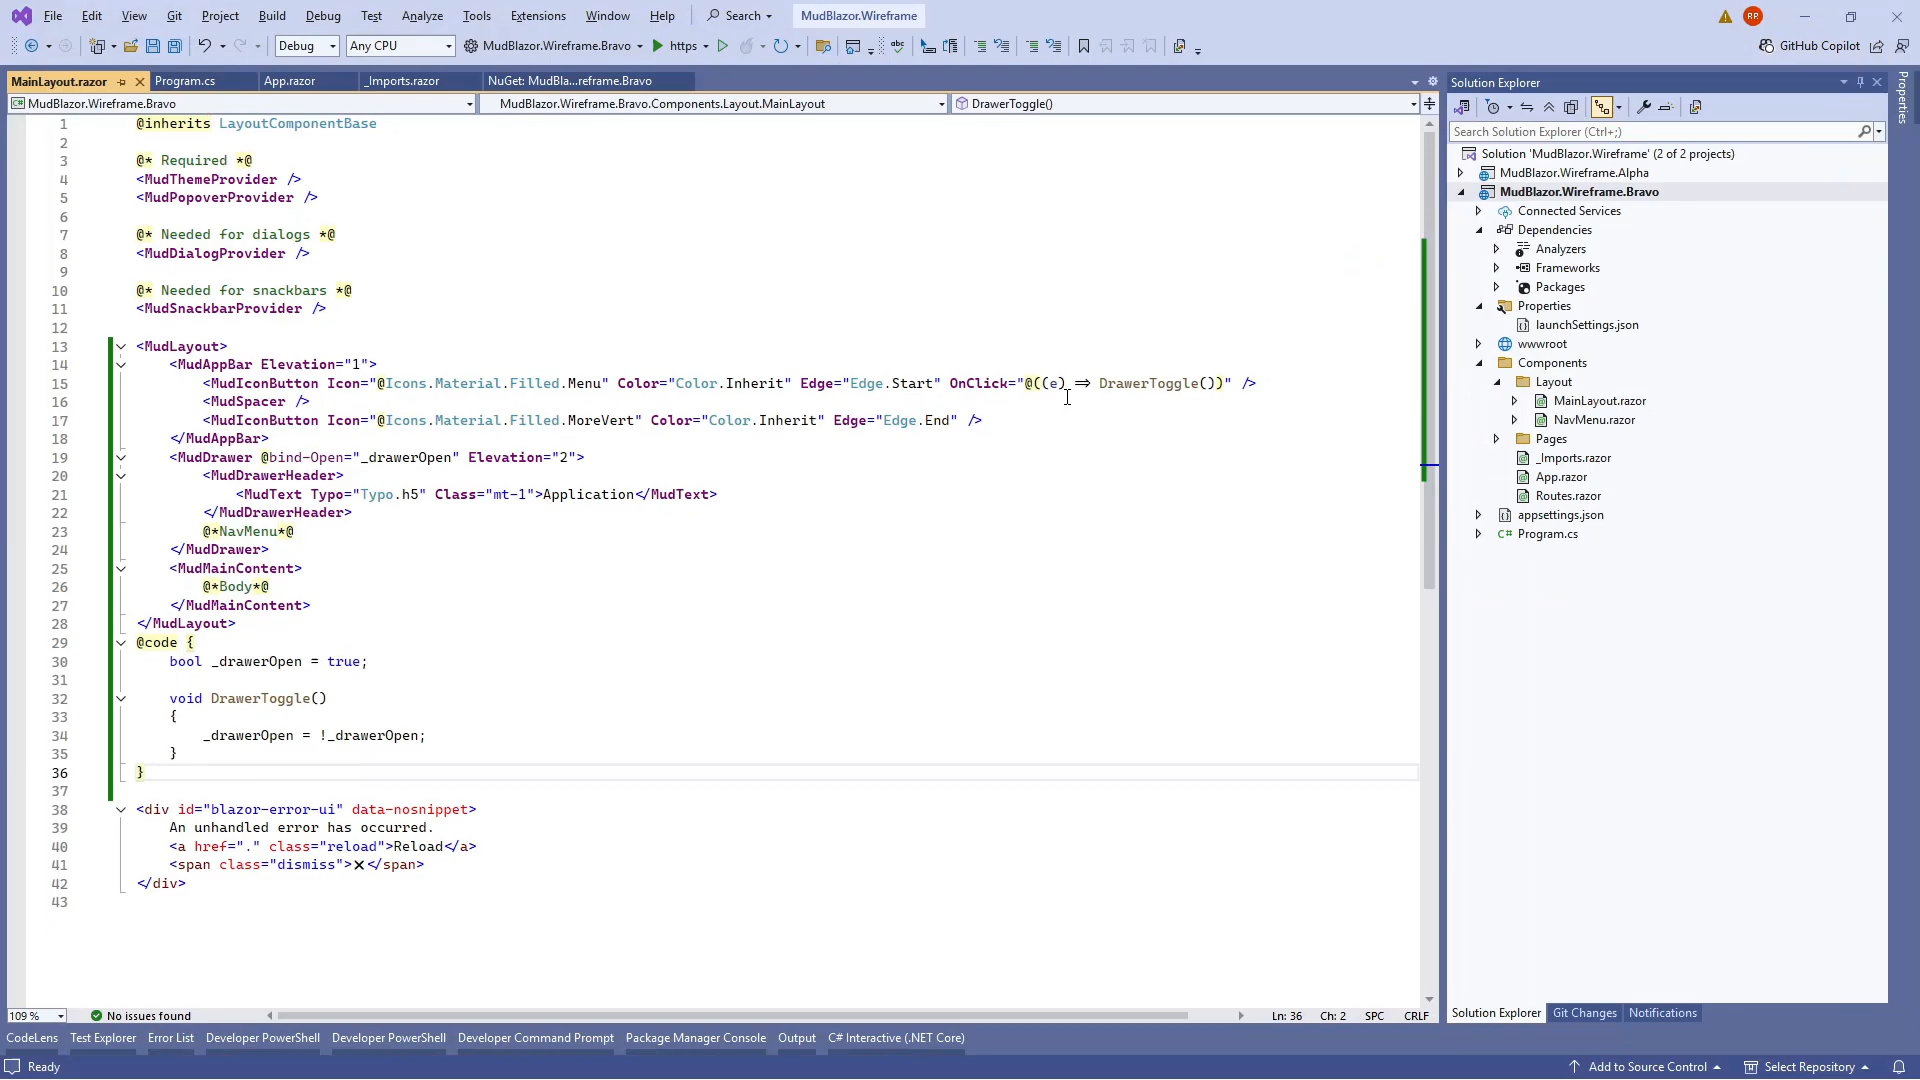 File Edit View Git Project Build Debug Test Analyze Tools Extensions Window Help Search MudBlazor.Wireframe RP
Debug Any CPU MudBlazor.Wireframe.Bravo https GitHub Copilot
MainLayout.razor Program.cs App.razor _Imports.razor NuGet: MudBla...reframe.Bravo
MudBlazor.Wireframe.Bravo MudBlazor.Wireframe.Bravo.Components.Layout.MainLayout DrawerToggle()
1 @inherits LayoutComponentBase
2
3 @* Required *@
4 <MudThemeProvider />
5 <MudPopoverProvider />
6
7 @* Needed for dialogs *@
8 <MudDialogProvider />
9
10 @* Needed for snackbars *@
11 <MudSnackbarProvider />
12
13 <MudLayout>
14 <MudAppBar Elevation="1">
15 <MudIconButton Icon="@Icons.Material.Filled.Menu" Color="Color.Inherit" Edge="Edge.Start" OnClick="@((e) => DrawerToggle())" />
16 <MudSpacer />
17 <MudIconButton Icon="@Icons.Material.Filled.MoreVert" Color="Color.Inherit" Edge="Edge.End" />
18 </MudAppBar>
19 <MudDrawer @bind-Open="_drawerOpen" Elevation="2">
20 <MudDrawerHeader>
21 <MudText Typo="Typo.h5" Class="mt-1">Application</MudText>
22 </MudDrawerHeader>
23 @*NavMenu*@
24 </MudDrawer>
25 <MudMainContent>
26 @*Body*@
27 </MudMainContent>
28 </MudLayout>
29 @code {
30 bool _drawerOpen = true;
31
32 void DrawerToggle()
33 {
34 _drawerOpen = !_drawerOpen;
35 }
36 }
37
38 <div id="blazor-error-ui" data-nosnippet>
39 An unhandled error has occurred.
40 <a href="." class="reload">Reload</a>
41 <span class="dismiss">🗙</span>
42 </div>
43
109 % No issues found Ln: 36 Ch: 2 SPC CRLF
Solution Explorer
Search Solution Explorer (Ctrl+;)
Solution 'MudBlazor.Wireframe' (2 of 2 projects)
MudBlazor.Wireframe.Alpha
MudBlazor.Wireframe.Bravo
Connected Services
Dependencies
Analyzers
Frameworks
Packages
Properties
launchSettings.json
wwwroot
Components
Layout
MainLayout.razor
NavMenu.razor
Pages
_Imports.razor
App.razor
Routes.razor
appsettings.json
C# Program.cs
Solution Explorer Git Changes Notifications
Properties
CodeLens Test Explorer Error List Developer PowerShell Developer PowerShell Developer Command Prompt Package Manager Console Output C# Interactive (.NET Core)
Ready Add to Source Control Select Repository